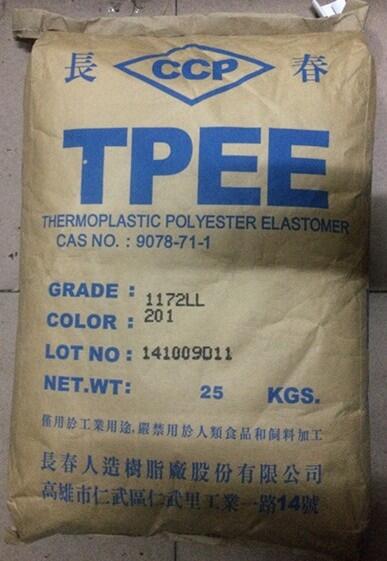 長 CCP 春
TPEE
THERMOPLASTIC POLYESTER ELASTOMER
CAS NO. : 9078-71-1
GRADE : 1172LL
COLOR : 201
LOT NO : 141009D11
NET.WT: 25 KGS.
僅用於工業用途,嚴禁用於人類食品和飼料加工
長春人造樹脂廠股份有限公司
高雄市仁武區仁武里工業一路14號